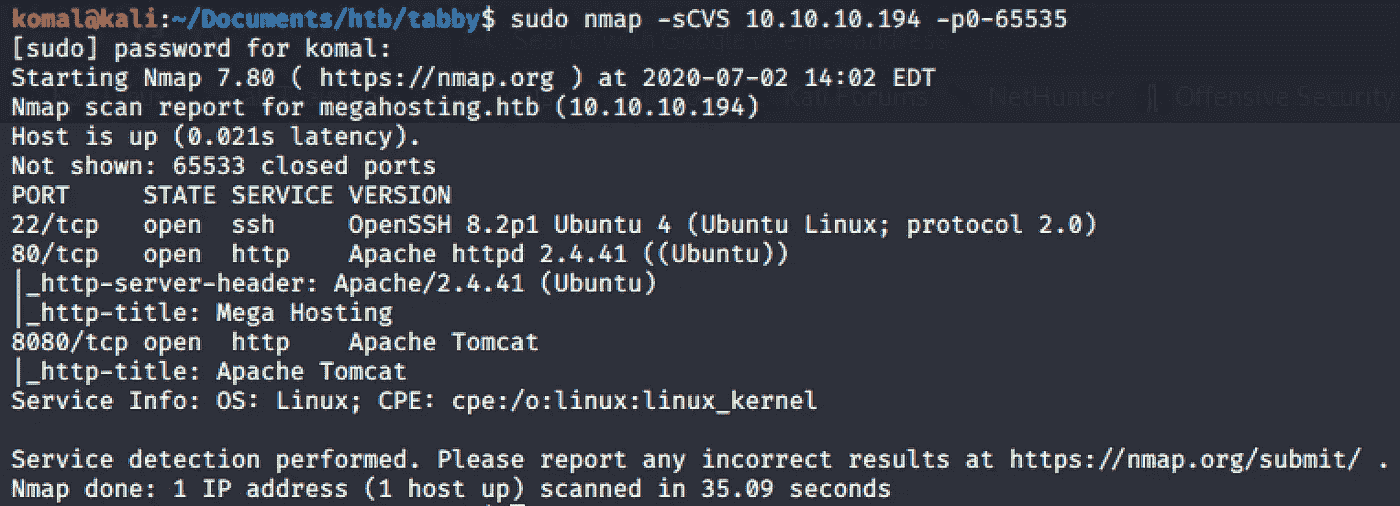 komal@kali:~/Documents/htb/tabby$ sudo nmap -sCVS 10.10.10.194 -p0-65535
[sudo] password for komal:
Starting Nmap 7.80 ( https://nmap.org ) at 2020-07-02 14:02 EDT
Nmap scan report for megahosting.htb (10.10.10.194)
Host is up (0.021s latency).
Not shown: 65533 closed ports
PORT     STATE SERVICE VERSION
22/tcp   open  ssh     OpenSSH 8.2p1 Ubuntu 4 (Ubuntu Linux; protocol 2.0)
80/tcp   open  http    Apache httpd 2.4.41 ((Ubuntu))
|_http-server-header: Apache/2.4.41 (Ubuntu)
|_http-title: Mega Hosting
8080/tcp open  http    Apache Tomcat
|_http-title: Apache Tomcat
Service Info: OS: Linux; CPE: cpe:/o:linux:linux_kernel
Service detection performed. Please report any incorrect results at https://nmap.org/submit/ .
Nmap done: 1 IP address (1 host up) scanned in 35.09 seconds
Kali Forums NetHunter Offensive Security